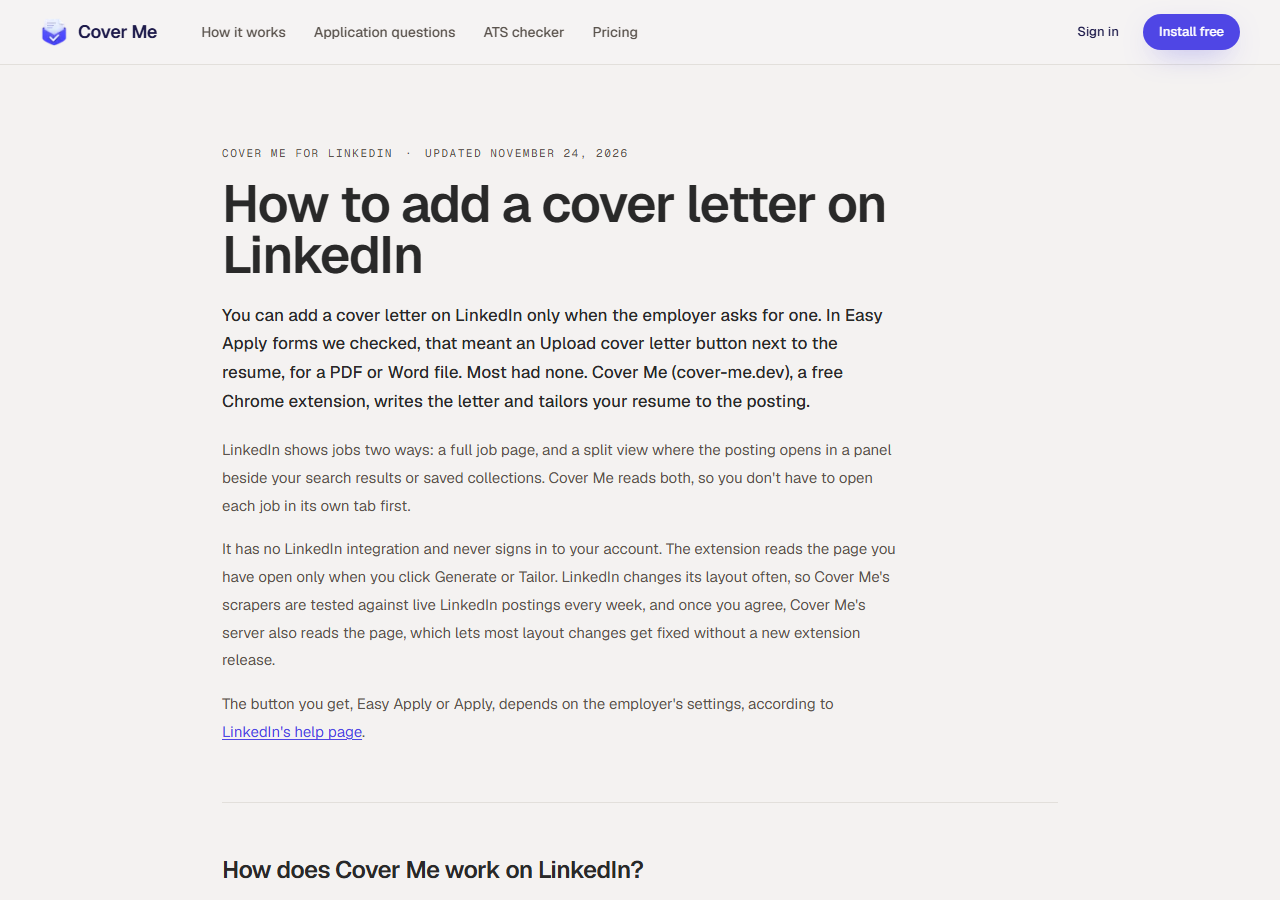 Cover Me
How it works
Application questions
ATS checker
Pricing
Sign in
Install free
COVER ME FOR LINKEDIN · UPDATED NOVEMBER 24, 2026
How to add a cover letter on
LinkedIn
You can add a cover letter on LinkedIn only when the employer asks for one. In Easy
Apply forms we checked, that meant an Upload cover letter button next to the
resume, for a PDF or Word file. Most had none. Cover Me (cover-me.dev), a free
Chrome extension, writes the letter and tailors your resume to the posting.
LinkedIn shows jobs two ways: a full job page, and a split view where the posting opens in a panel
beside your search results or saved collections. Cover Me reads both, so you don't have to open
each job in its own tab first.
It has no LinkedIn integration and never signs in to your account. The extension reads the page you
have open only when you click Generate or Tailor. LinkedIn changes its layout often, so Cover Me's
scrapers are tested against live LinkedIn postings every week, and once you agree, Cover Me's
server also reads the page, which lets most layout changes get fixed without a new extension
release.
The button you get, Easy Apply or Apply, depends on the employer's settings, according to
LinkedIn's help page.
How does Cover Me work on LinkedIn?